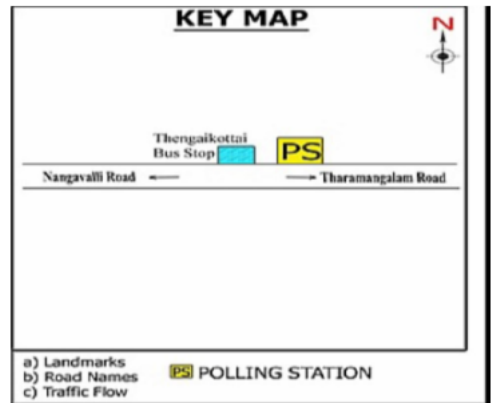 KEY MAP
N
Thengaikottai
Bus Stop
PS
Nangavalli Road
Tharamangalam Road
a) Landmarks
b) Road Names
c) Traffic Flow
PS POLLING STATION